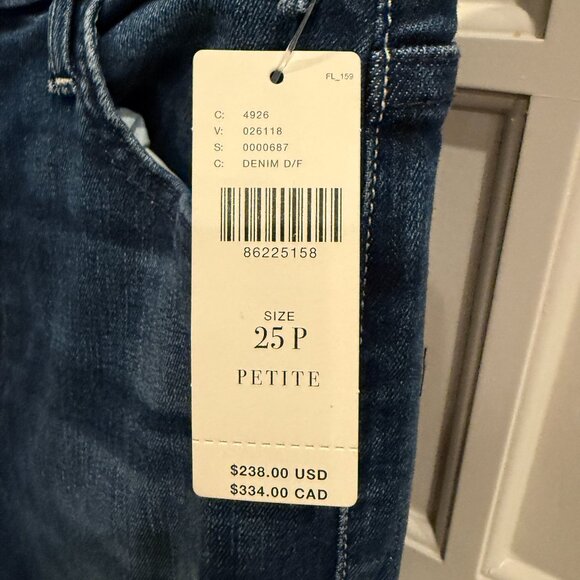 FL_159
C: 4926
V: 026118
S: 0000687
C: DENIM D/F
86225158
SIZE
25 P
PETITE
$238.00 USD
$334.00 CAD